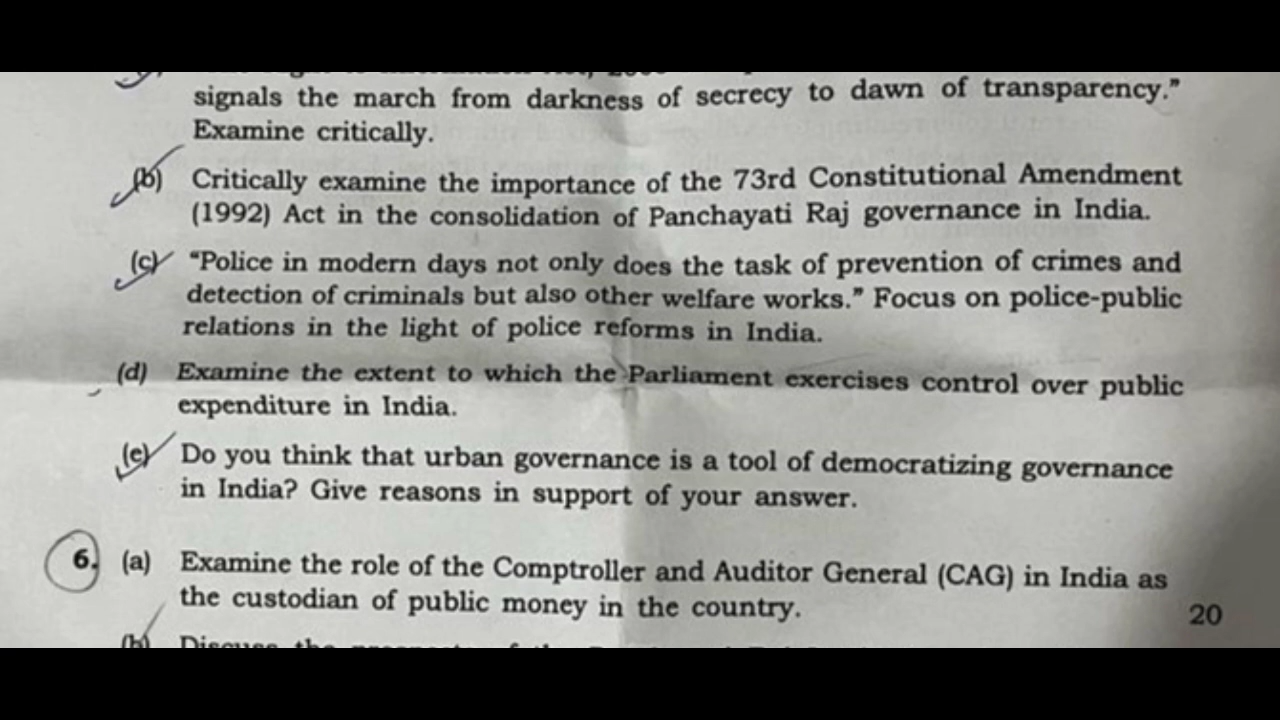 signals the march from darkness of secrecy to dawn of transparency."
Examine critically.
(b) Critically examine the importance of the 73rd Constitutional Amendment
(1992) Act in the consolidation of Panchayati Raj governance in India.
(c) "Police in modern days not only does the task of prevention of crimes and
detection of criminals but also other welfare works." Focus on police-public
relations in the light of police reforms in India.
(d) Examine the extent to which the Parliament exercises control over public
expenditure in India.
(e) Do you think that urban governance is a tool of democratizing governance
in India? Give reasons in support of your answer.
6. (a) Examine the role of the Comptroller and Auditor General (CAG) in India as
the custodian of public money in the country.
20
(b) Discuss the